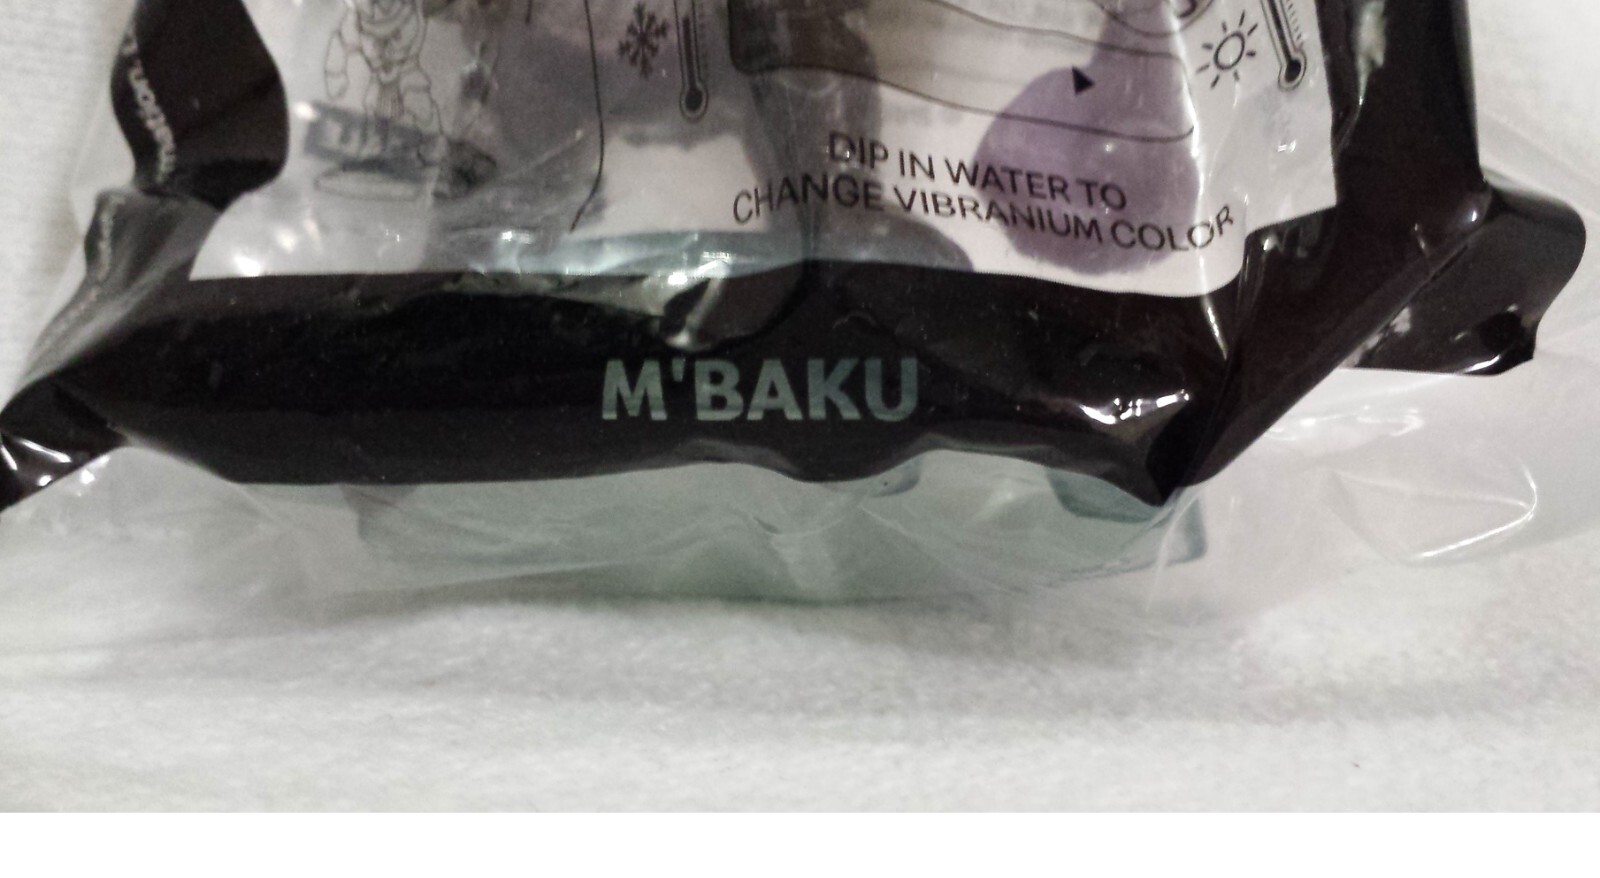 DIP IN WATER TO
CHANGE VIBRANIUM COLOR
M'BAKU